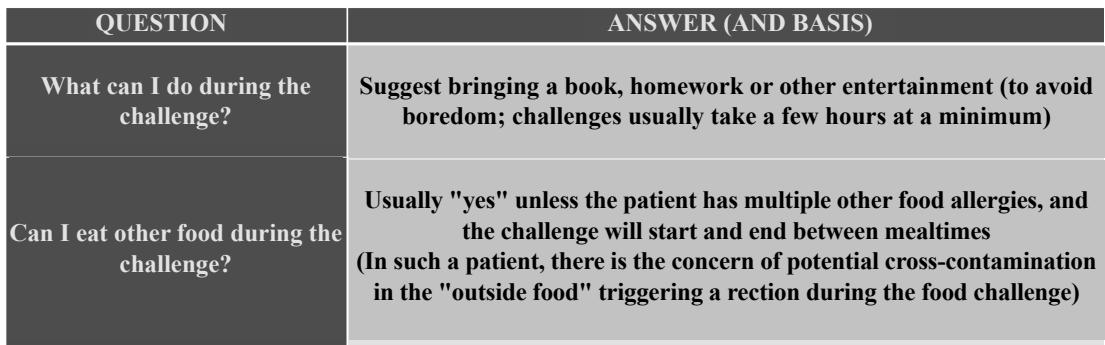 QUESTION
ANSWER (AND BASIS)
What can I do during the
challenge?
Suggest bringing a book, homework or other entertainment (to avoid
boredom; challenges usually take a few hours at a minimum)
Can I eat other food during the
challenge?
Usually "yes" unless the patient has multiple other food allergies, and
the challenge will start and end between mealtimes
(In such a patient, there is the concern of potential cross-contamination
in the "outside food" triggering a rection during the food challenge)